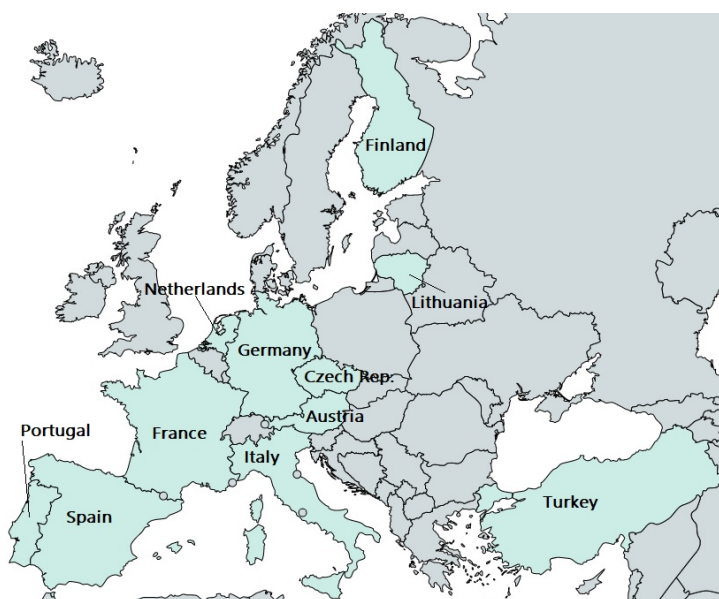 Finland
Netherlands
Lithuania
Germany
Czech Rep.
Austria
Portugal
France
Italy
Spain
Turkey